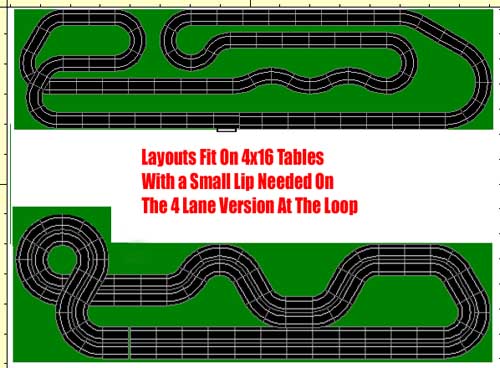 Layouts Fit On 4x16 Tables
With a Small Lip Needed On
The 4 Lane Version At The Loop